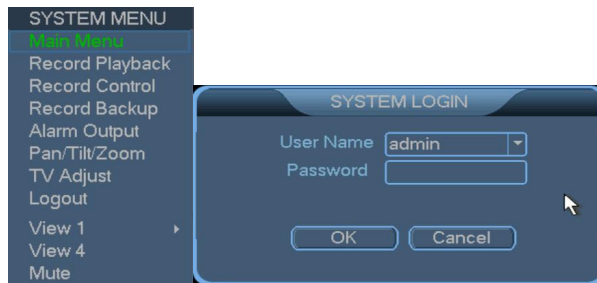 SYSTEM MENU
Main Menu
Record Playback
Record Control
Record Backup
Alarm Output
Pan/Tilt/Zoom
TV Adjust
Logout
View 1
View 4
Mute
SYSTEM LOGIN
User Name admin
Password
OK Cancel